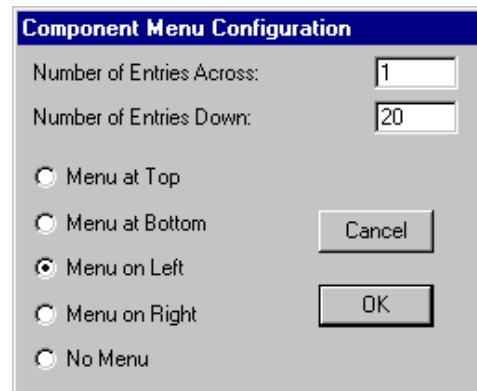 Component Menu Configuration
Number of Entries Across: 1
Number of Entries Down: 20
Menu at Top
Menu at Bottom
Cancel
Menu on Left
OK
Menu on Right
No Menu